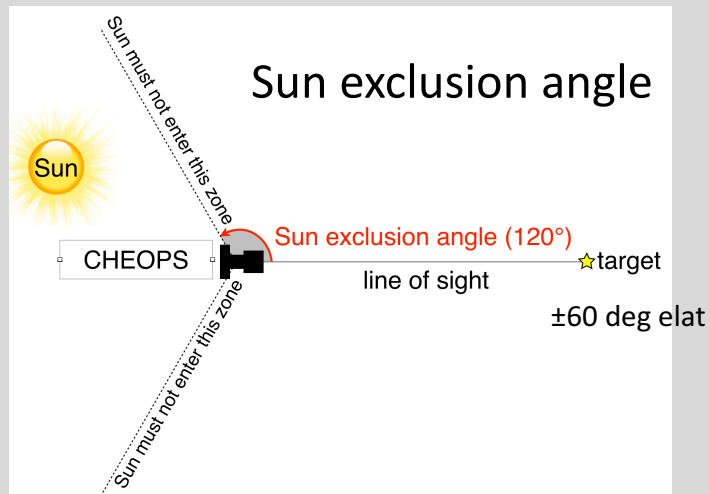 Sun exclusion angle
Sun must not enter this zone
Sun
Sun exclusion angle (120°)
CHEOPS
target
line of sight
±60 deg elat
Sun must not enter this zone